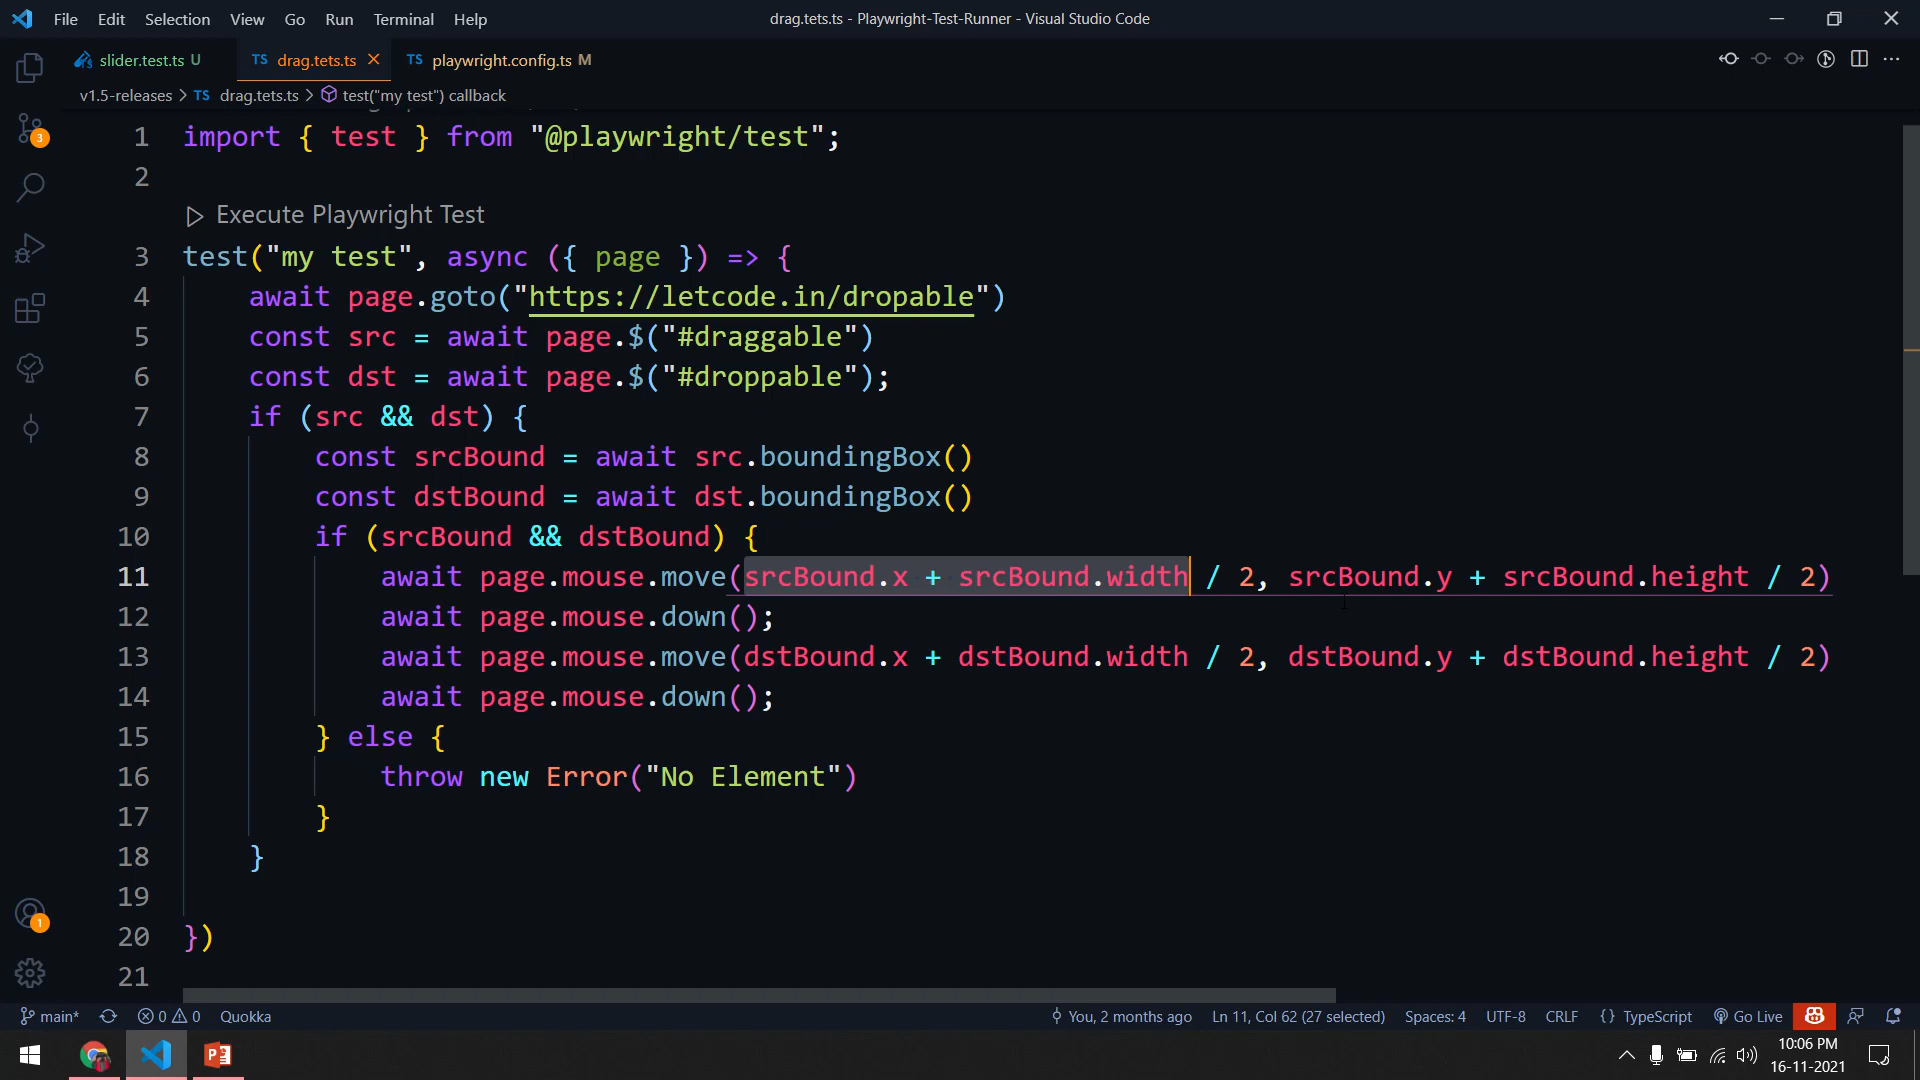 File Edit Selection View Go Run Terminal Help drag.tets.ts - Playwright-Test-Runner - Visual Studio Code
slider.test.ts U TS drag.tets.ts TS playwright.config.ts M
v1.5-releases > TS drag.tets.ts > test("my test") callback
1 import { test } from "@playwright/test";
2
Execute Playwright Test
3 test("my test", async ({ page }) => {
4 await page.goto("https://letcode.in/dropable")
5 const src = await page.$("#draggable")
6 const dst = await page.$("#droppable");
7 if (src && dst) {
8 const srcBound = await src.boundingBox()
9 const dstBound = await dst.boundingBox()
10 if (srcBound && dstBound) {
11 await page.mouse.move(srcBound.x + srcBound.width / 2, srcBound.y + srcBound.height / 2)
12 await page.mouse.down();
13 await page.mouse.move(dstBound.x + dstBound.width / 2, dstBound.y + dstBound.height / 2)
14 await page.mouse.down();
15 } else {
16 throw new Error("No Element")
17 }
18 }
19
20 })
21
3
1
main* 0 0 Quokka You, 2 months ago Ln 11, Col 62 (27 selected) Spaces: 4 UTF-8 CRLF {} TypeScript Go Live
10:06 PM
16-11-2021